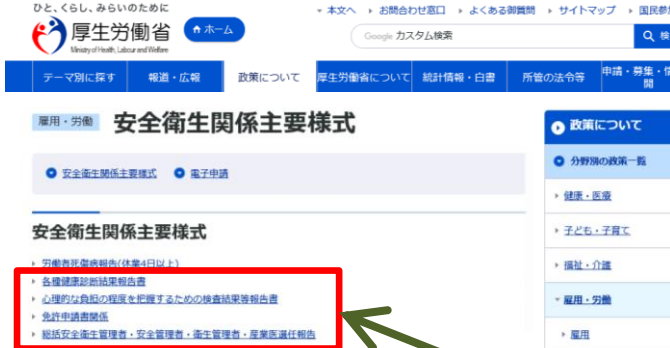 ひと、くらし、みらいのために
本文へ お問合わせ窓口 よくある御質問 サイトマップ 国民参
厚生労働省
Ministry of Health, Labour and Welfare
ホーム
Google カスタム検索
検
テーマ別に探す 報道・広報 政策について 厚生労働省について 統計情報・白書 所管の法令等 申請・募集・情
開
雇用・労働 安全衛生関係主要様式
政策について
安全衛生関係主要様式 電子申請
分野別の政策一覧
健康・医療
安全衛生関係主要様式
子ども・子育て
労働者死傷病報告(休業4日以上)
福祉・介護
各種健康診断結果報告書
心理的な負担の程度を把握するための検査結果等報告書
雇用・労働
免許申請書関係
総括安全衛生管理者・安全管理者・衛生管理者・産業医選任報告
雇用